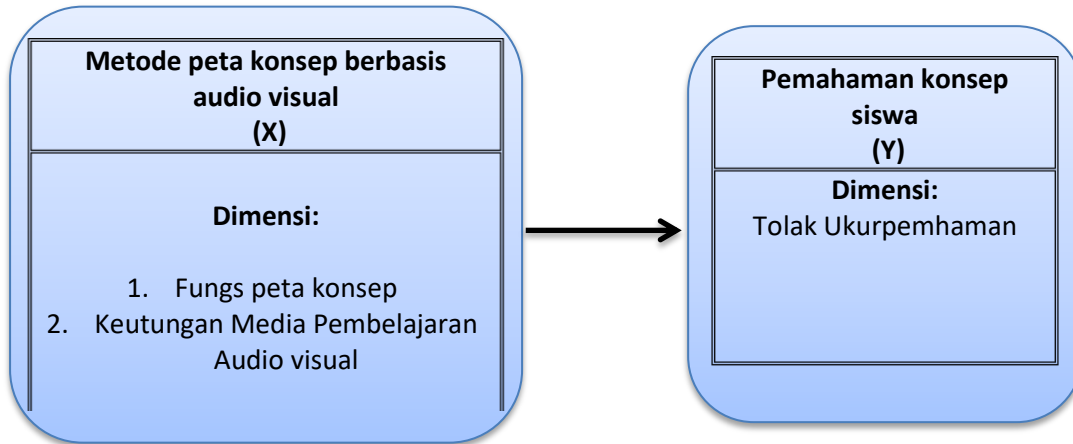 Metode peta konsep berbasis
audio visual
(X)
Dimensi:
1. Fungs peta konsep
2. Keutungan Media Pembelajaran
Audio visual
Pemahaman konsep
siswa
(Y)
Dimensi:
Tolak Ukurpemhaman